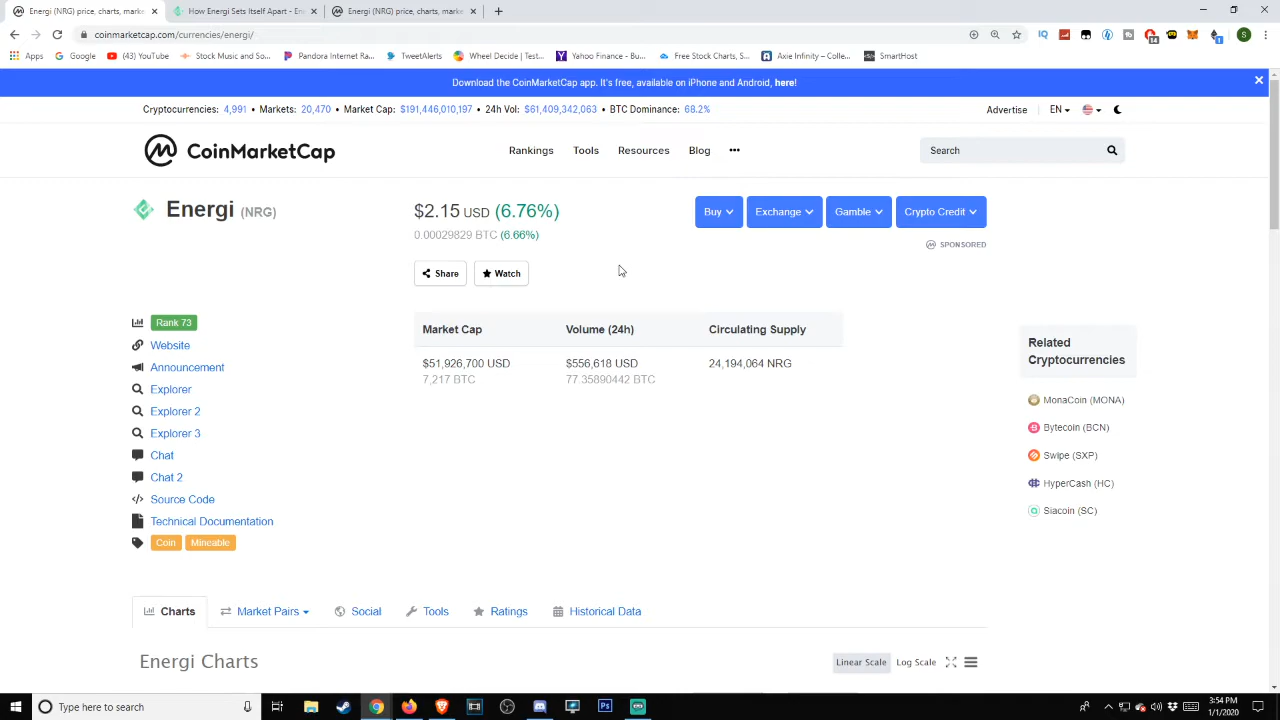 Energi (NRG) price, charts, marke
How Energi Sets Itself Apart - Ene
Energi (NRG) price, charts, marke
coinmarketcap.com/currencies/energi/
Apps
Google
(43) YouTube
Stock Music and So...
Pandora Internet Ra...
TweetAlerts
Wheel Decide | Test...
Yahoo Finance - Bu...
Free Stock Charts, S...
Axie Infinity – Colle...
SmartHost
Download the CoinMarketCap app. It's free, available on iPhone and Android, here!
Cryptocurrencies: 4,991 • Markets: 20,470 • Market Cap: $191,446,010,197 • 24h Vol: $61,409,342,063 • BTC Dominance: 68.2%
Advertise
EN
CoinMarketCap
Rankings
Tools
Resources
Blog
Search
Energi (NRG)
$2.15 USD (6.76%)
0.00029829 BTC (6.66%)
Buy
Exchange
Gamble
Crypto Credit
SPONSORED
Share
Watch
Rank 73
Website
Announcement
Explorer
Explorer 2
Explorer 3
Chat
Chat 2
Source Code
Technical Documentation
Coin
Mineable
Market Cap
Volume (24h)
Circulating Supply
$51,926,700 USD
$556,618 USD
24,194,064 NRG
7,217 BTC
77.35890442 BTC
Related
Cryptocurrencies
MonaCoin (MONA)
Bytecoin (BCN)
Swipe (SXP)
HyperCash (HC)
Siacoin (SC)
Charts
Market Pairs
Social
Tools
Ratings
Historical Data
Energi Charts
Linear Scale
Log Scale
Type here to search
3:54 PM
1/1/2020